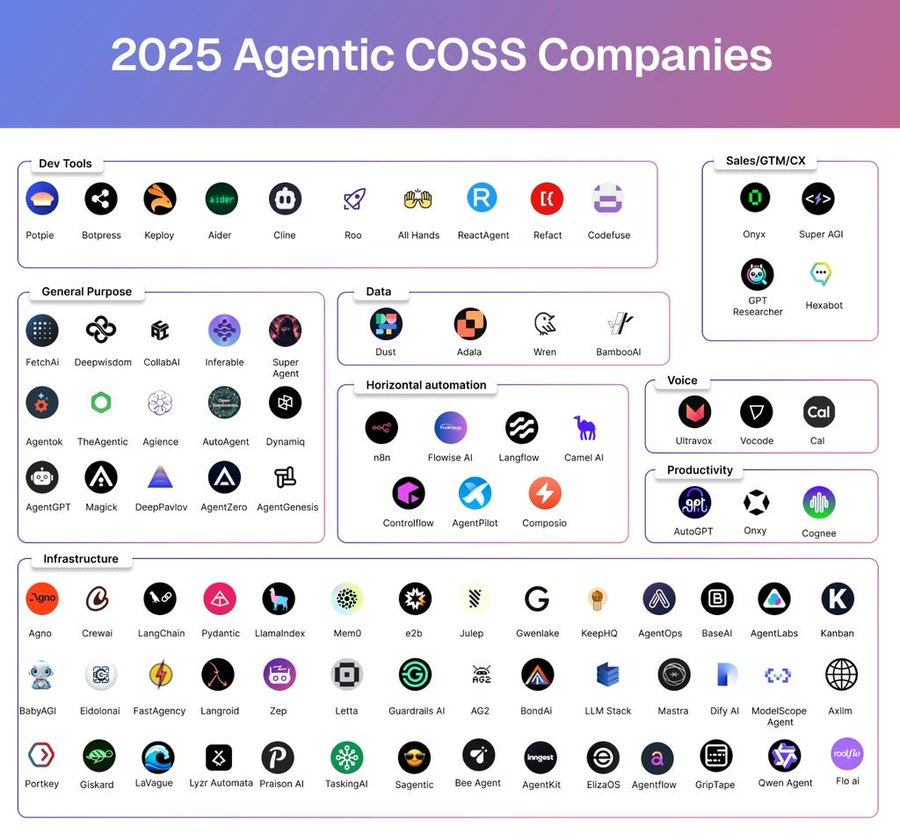 2025 Agentic COSS Companies
Dev Tools
Potpie
Botpress
Keploy
aider
Aider
Cline
Roo
All Hands
R
ReactAgent
Refact
Codefuse
Sales/GTM/CX
Onyx
Super AGI
GPT
Researcher
Hexabot
General Purpose
FetchAi
Deepwisdom
CollabAI
Inferable
Super
Agent
Agentok
TheAgentic
Agience
AutoAgent
Dynamiq
AgentGPT
Magick
DeepPavlov
AgentZero
AgentGenesis
Data
Dust
Adala
Wren
BambooAI
Horizontal automation
n8n
Flowise AI
Langflow
Camel AI
Controlflow
AgentPilot
Composio
Voice
Ultravox
Vocode
Cal
Cal
Productivity
gpt
AutoGPT
Onxy
Cognee
Infrastructure
Agno
Crewai
LangChain
Pydantic
LlamaIndex
Mem0
e2b
Julep
G
Gwenlake
KeepHQ
AgentOps
B
BaseAI
AgentLabs
K
Kanban
BabyAGI
Eidolonai
FastAgency
Langroid
Zep
Letta
Guardrails AI
AG2
AG2
BondAi
LLM Stack
Mastra
Dify AI
ModelScope
Agent
Axllm
Portkey
Giskard
LaVague
Lyzr Automata
Praison AI
TaskingAI
Sagentic
Bee Agent
inngest
AgentKit
ElizaOS
a
Agentflow
GripTape
Qwen Agent
rootflo
Flo ai